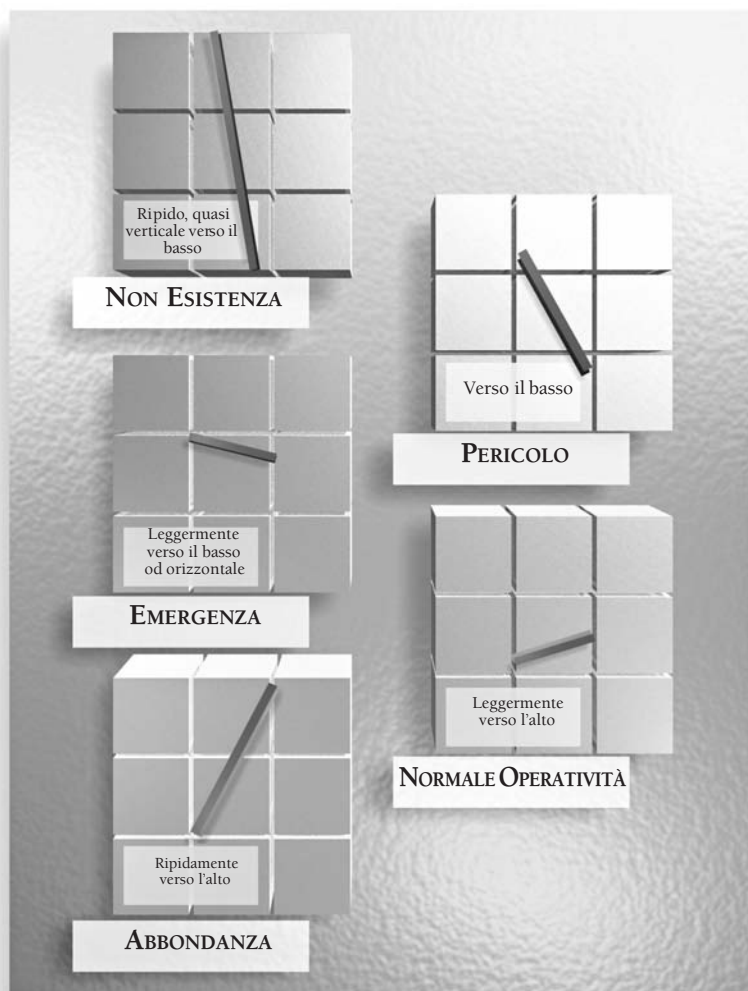 Ripido, quasi
verticale verso il
basso
NON ESISTENZA
Verso il basso
PERICOLO
Leggermente
verso il basso
od orizzontale
EMERGENZA
Leggermente
verso l'alto
NORMALE OPERATIVITÀ
Ripidamente
verso l'alto
ABBONDANZA